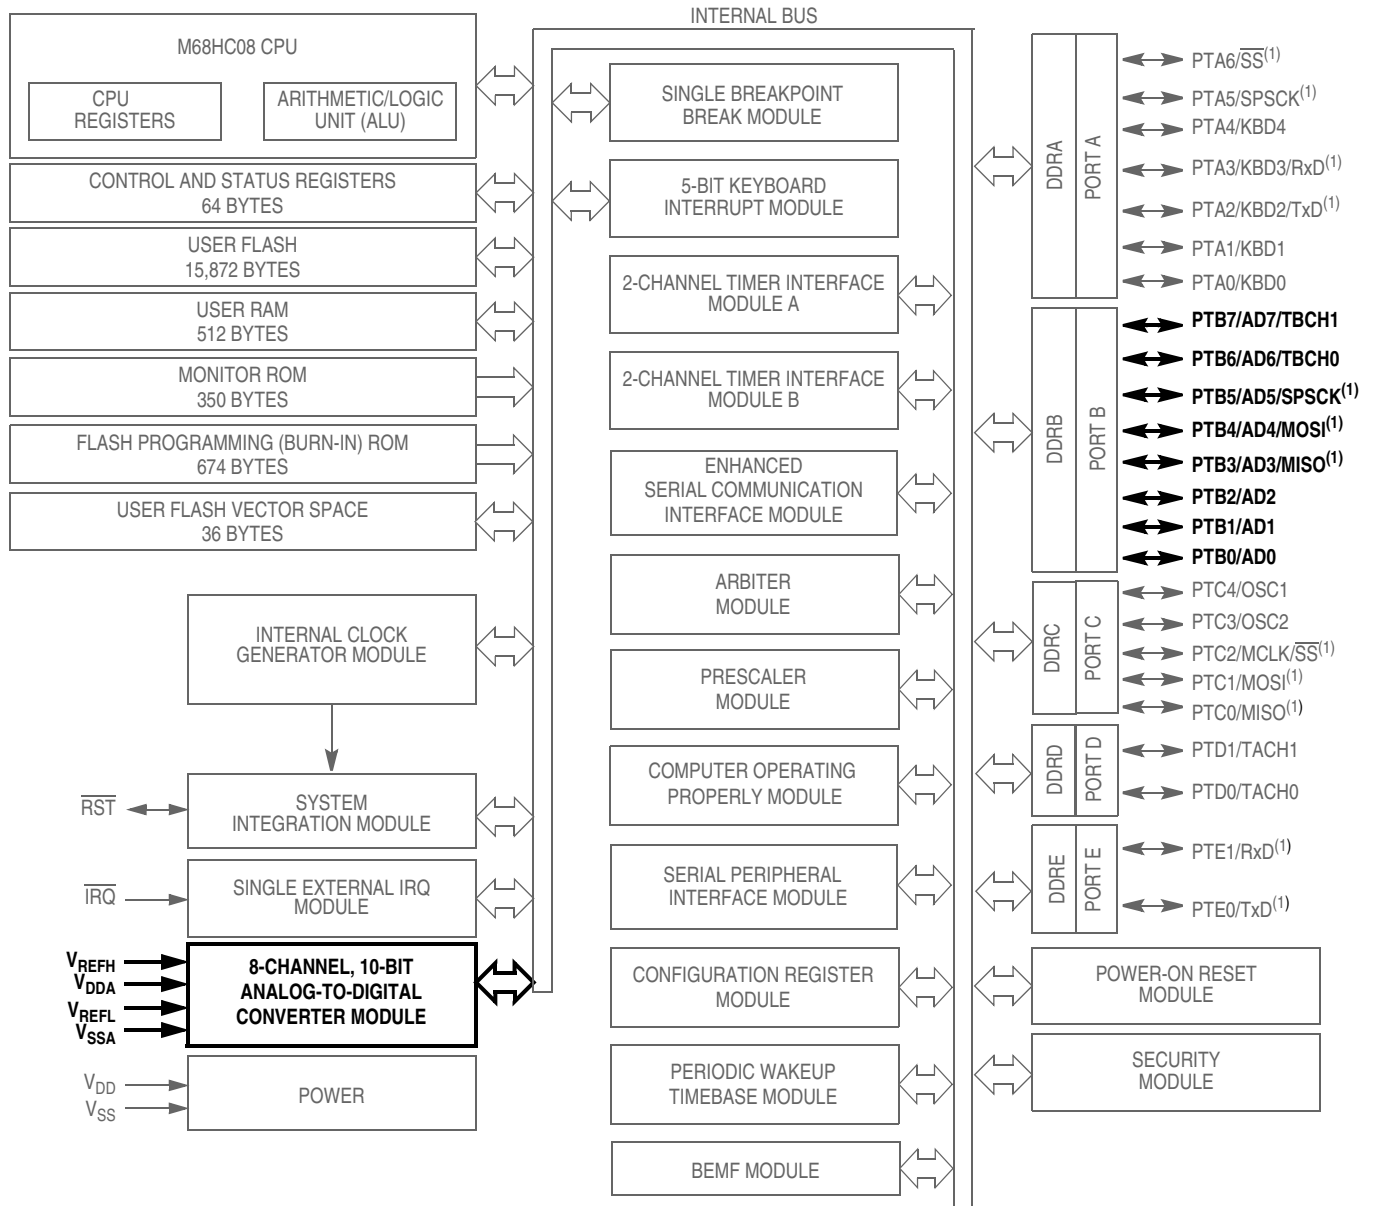 INTERNAL BUS
M68HC08 CPU
CPU
REGISTERS
ARITHMETIC/LOGIC
UNIT (ALU)
CONTROL AND STATUS REGISTERS
64 BYTES
USER FLASH
15,872 BYTES
USER RAM
512 BYTES
MONITOR ROM
350 BYTES
FLASH PROGRAMMING (BURN-IN) ROM
674 BYTES
USER FLASH VECTOR SPACE
36 BYTES
INTERNAL CLOCK
GENERATOR MODULE
RST
SYSTEM
INTEGRATION MODULE
IRQ
SINGLE EXTERNAL IRQ
MODULE
VREFH
VDDA
VREFL
VSSA
8-CHANNEL, 10-BIT
ANALOG-TO-DIGITAL
CONVERTER MODULE
VDD
VSS
POWER
SINGLE BREAKPOINT
BREAK MODULE
5-BIT KEYBOARD
INTERRUPT MODULE
2-CHANNEL TIMER INTERFACE
MODULE A
2-CHANNEL TIMER INTERFACE
MODULE B
ENHANCED
SERIAL COMMUNICATION
INTERFACE MODULE
ARBITER
MODULE
PRESCALER
MODULE
COMPUTER OPERATING
PROPERLY MODULE
SERIAL PERIPHERAL
INTERFACE MODULE
CONFIGURATION REGISTER
MODULE
PERIODIC WAKEUP
TIMEBASE MODULE
BEMF MODULE
DDRA
PORT A
PTA6/SS(1)
PTA5/SPSCK(1)
PTA4/KBD4
PTA3/KBD3/RxD(1)
PTA2/KBD2/TxD(1)
PTA1/KBD1
PTA0/KBD0
DDRB
PORT B
PTB7/AD7/TBCH1
PTB6/AD6/TBCH0
PTB5/AD5/SPSCK(1)
PTB4/AD4/MOSI(1)
PTB3/AD3/MISO(1)
PTB2/AD2
PTB1/AD1
PTB0/AD0
DDRC
PORT C
PTC4/OSC1
PTC3/OSC2
PTC2/MCLK/SS(1)
PTC1/MOSI(1)
PTC0/MISO(1)
DDRD
PORT D
PTD1/TACH1
PTD0/TACH0
DDRE
PORT E
PTE1/RxD(1)
PTE0/TxD(1)
POWER-ON RESET
MODULE
SECURITY
MODULE